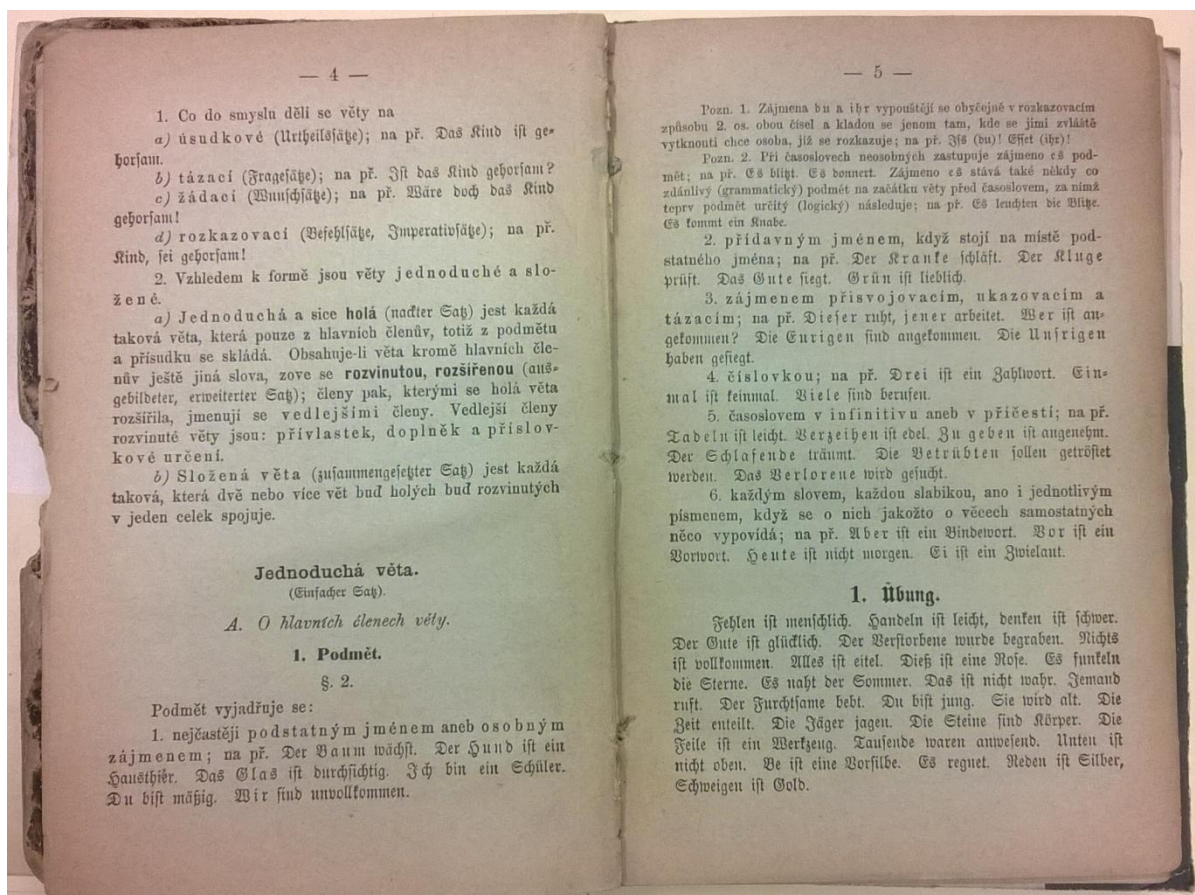 — 4 —
1. Co do smyslu dělí se věty na
a) úsudkové (Urtheilssätze); na př. Das Kind ist ge-
horsam.
b) tázací (Fragesätze); na př. Ist das Kind gehorsam?
c) žádací (Wunschsätze); na př. Wäre doch das Kind
gehorsam!
d) rozkazovací (Befehlsätze, Imperativsätze); na př.
Kind, sei gehorsam!
2. Vzhledem k formě jsou věty jednoduché a slo-
žené.
a) Jednoduchá a sice holá (nackter Satz) jest každá
taková věta, která pouze z hlavních členův, totiž z podmětu
a přísudku se skládá. Obsahuje-li věta kromě hlavních čle-
nův ještě jiná slova, zove se rozvinutou, rozšířenou (aus-
gebildeter, erweiterter Satz); členy pak, kterými se holá věta
rozšířila, jmenují se vedlejšími členy. Vedlejší členy
rozvinuté věty jsou: přívlastek, doplněk a příslov-
kové určení.
b) Složená věta (zusammengesetzter Satz) jest každá
taková, která dvě nebo více vět buď holých buď rozvinutých
v jeden celek spojuje.
Jednoduchá věta.
(Einfacher Satz).
A. O hlavních členech věty.
1. Podmět.
§. 2.
Podmět vyjadřuje se:
1. nejčastěji podstatným jménem aneb osobným
zájmenem; na př. Der Baum wächst. Der Hund ist ein
Hausthier. Das Glas ist durchsichtig. Ich bin ein Schüler.
Du bist mäßig. Wir sind unvollkommen.
— 5 —
Pozn. 1. Zájmena du a ihr vypouštějí se obyčejně v rozkazovacím
způsobu 2. os. obou čísel a kladou se jenom tam, kde se jimi zvláště
vytknouti chce osoba, jíž se rozkazuje; na př. Iss (du)! Esset (ihr)!
Pozn. 2. Při časoslovech neosobných zastupuje zájmeno es pod-
mět; na př. Es blitzt. Es donnert. Zájmeno es stává také někdy co
zdánlivý (grammatický) podmět na začátku věty před časoslovem, za nímž
teprv podmět určitý (logický) následuje; na př. Es leuchten die Blitze.
Es kommt ein Knabe.
2. přídavným jménem, když stojí na místě pod-
statného jména; na př. Der Kranke schläft. Der Kluge
prüft. Das Gute siegt. Grün ist lieblich.
3. zájmenem přisvojovacím, ukazovacím a
tázacím; na př. Dieser ruht, jener arbeitet. Wer ist an-
gekommen? Die Eurigen sind angekommen. Die Unsrigen
haben gesiegt.
4. číslovkou; na př. Drei ist ein Zahlwort. Ein-
mal ist keinmal. Viele sind berufen.
5. časoslovem v infinitivu aneb v příčestí; na př.
Tadeln ist leicht. Verzeihen ist edel. Zu geben ist angenehm.
Der Schlafende träumt. Die Betrübten sollen getröstet
werden. Das Verlorene wird gesucht.
6. každým slovem, každou slabikou, ano i jednotlivým
písmenem, když se o nich jakožto o věcech samostatných
něco vypovídá; na př. Aber ist ein Bindewort. Vor ist ein
Vorwort. Heute ist nicht morgen. Ei ist ein Zwielaut.
1. Übung.
Fehlen ist menschlich. Handeln ist leicht, denken ist schwer.
Der Gute ist glücklich. Der Verstorbene wurde begraben. Nichts
ist vollkommen. Alles ist eitel. Dieß ist eine Rose. Es funkeln
die Sterne. Es naht der Sommer. Das ist nicht wahr. Jemand
ruft. Der Furchtsame bebt. Du bist jung. Sie wird alt. Die
Zeit enteilt. Die Jäger jagen. Die Steine sind Körper. Die
Feile ist ein Werkzeug. Tausende waren anwesend. Unten ist
nicht oben. Be ist eine Vorsilbe. Es regnet. Reden ist Silber,
Schweigen ist Gold.